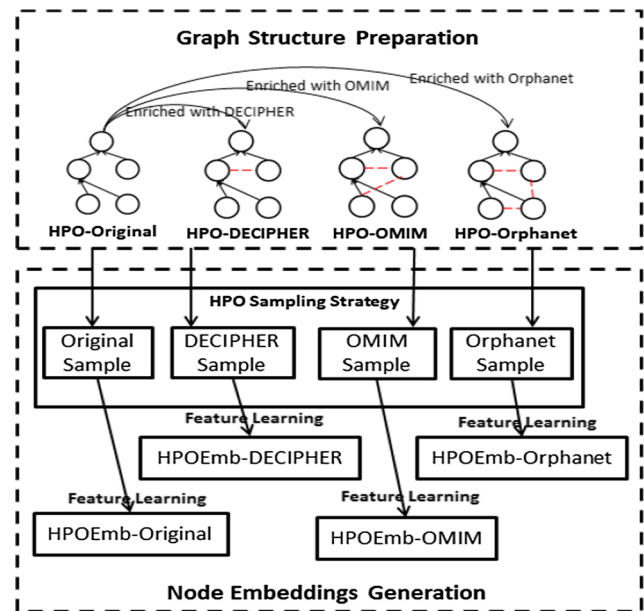 Graph Structure Preparation
Enriched with Orphanet
Enriched with OMIM
Enriched with DECIPHER
HPO-Original
HPO-DECIPHER
HPO-OMIM
HPO-Orphanet
HPO Sampling Strategy
Original
Sample
DECIPHER
Sample
OMIM
Sample
Orphanet
Sample
Feature Learning
Feature Learning
HPOEmb-DECIPHER
HPOEmb-Orphanet
Feature Learning
Feature Learning
HPOEmb-Original
HPOEmb-OMIM
Node Embeddings Generation